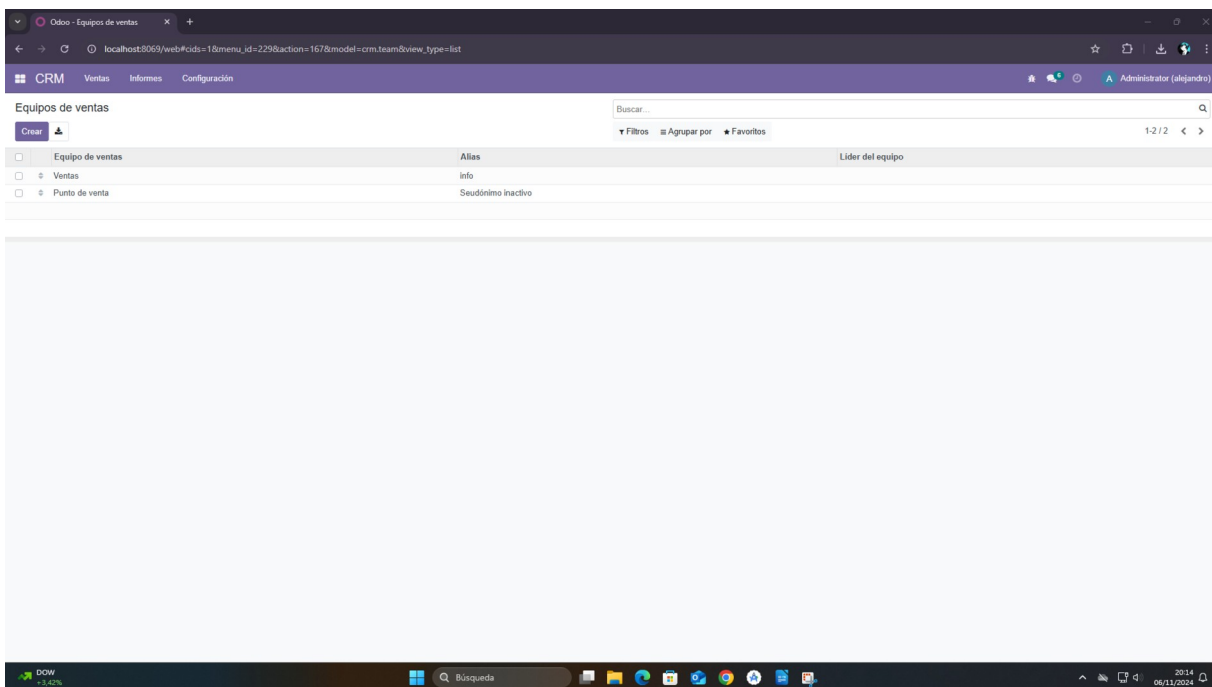 Odoo - Equipos de ventas
localhost:8069/web#cids=1&menu_id=229&action=167&model=crm.team&view_type=list
CRM Ventas Informes Configuración 6 A Administrator (alejandro)
Equipos de ventas Buscar...
Crear Filtros Agrupar por Favoritos 1-2 / 2
Equipo de ventas Alias Líder del equipo
Ventas info
Punto de venta Seudónimo inactivo
DOW
+3,42%
Búsqueda
20:14
06/11/2024